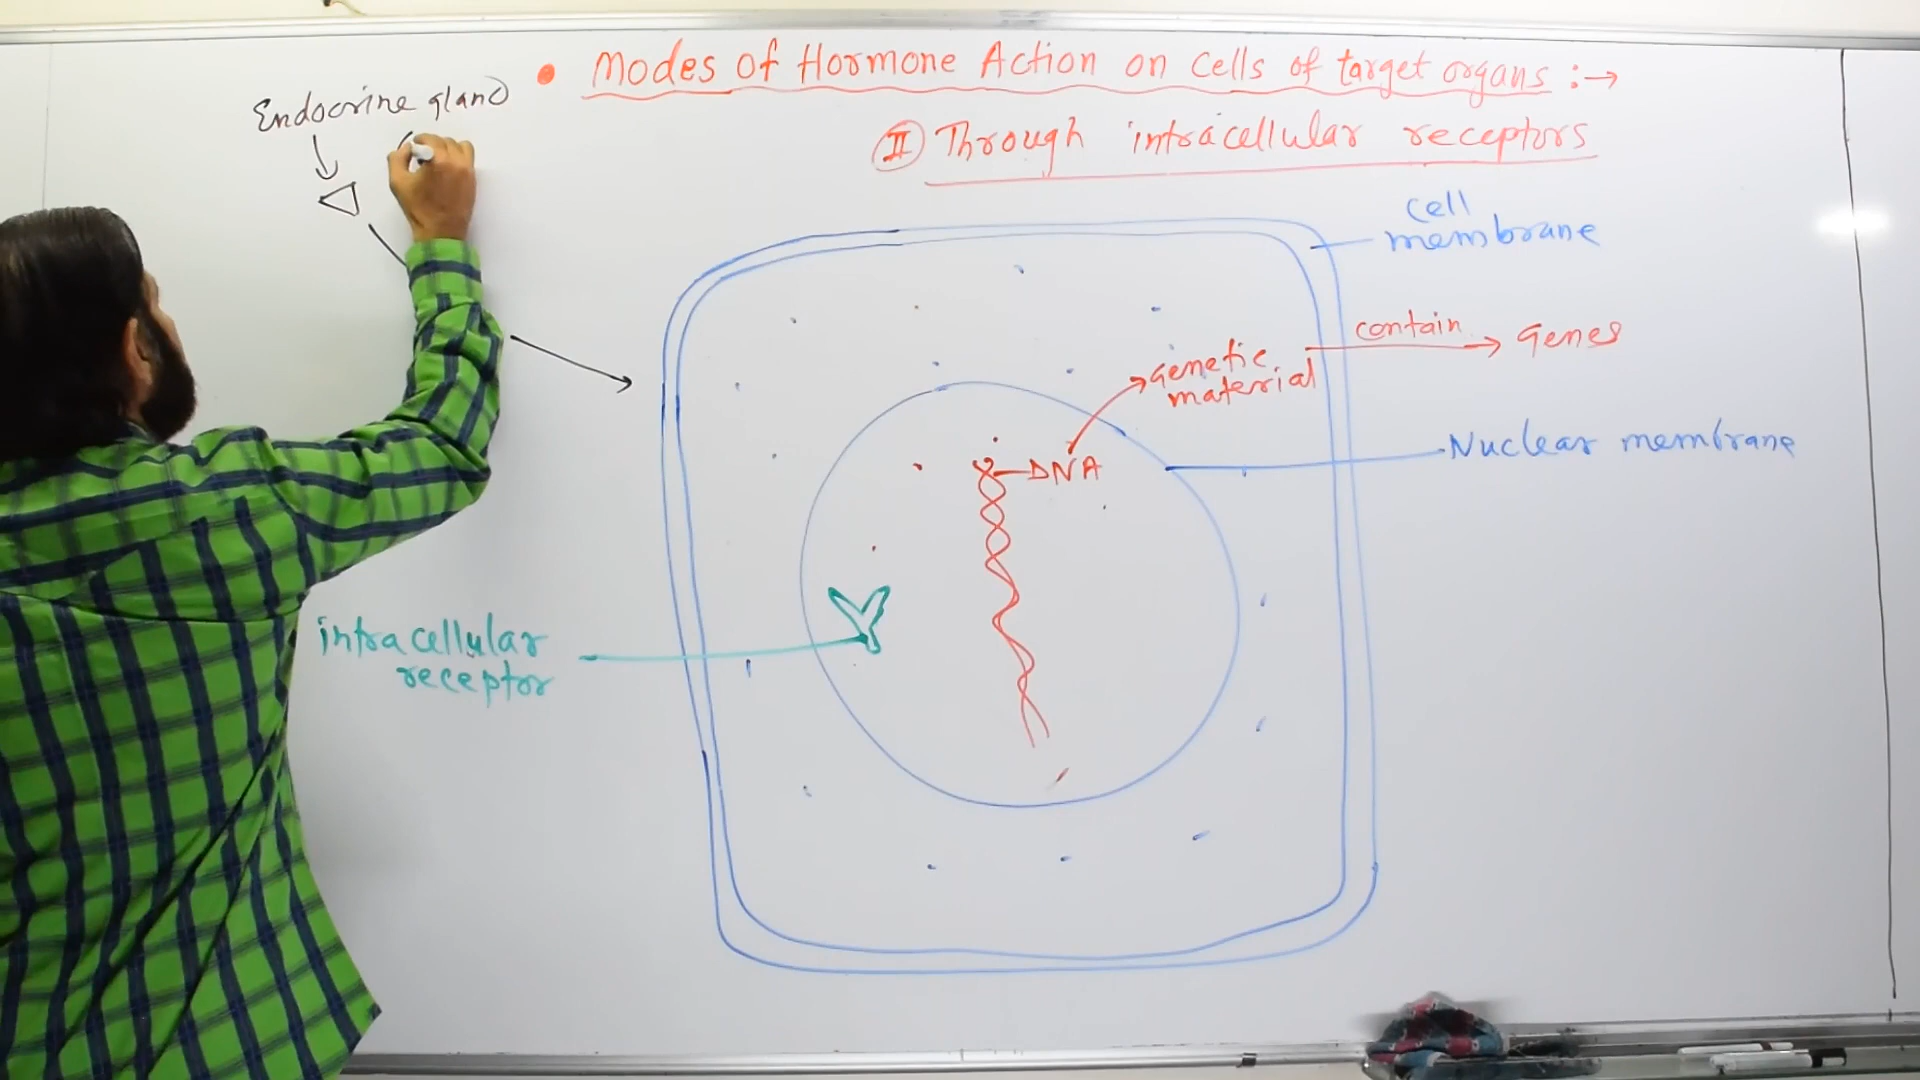 • Modes of Hormone Action on cells of target organs :→
II Through intracellular receptors
Endocrine gland
cell
membrane
contain
Genes
Genetic
material
Nuclear membrane
DNA
intracellular
receptor